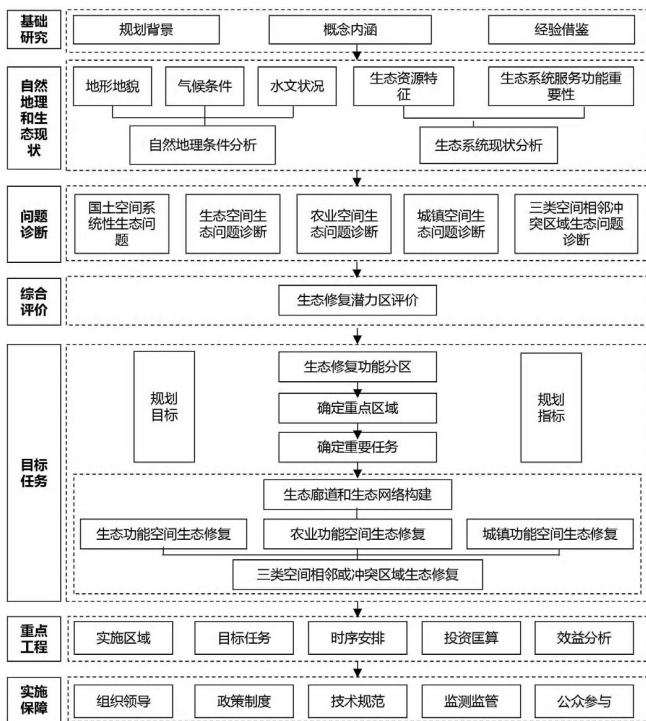 基础
研究
规划背景
概念内涵
经验借鉴
自然
地理
和生
态现
状
地形地貌
气候条件
水文状况
生态资源特
征
生态系统服务功能重
要性
自然地理条件分析
生态系统现状分析
问题
诊断
国土空间系
统性生态问
题
生态空间生
态问题诊断
农业空间生
态问题诊断
城镇空间生
态问题诊断
三类空间相邻冲
突区域生态问题
诊断
综合
评价
生态修复潜力区评价
目标
任务
规划
目标
生态修复功能分区
确定重点区域
确定重要任务
规划
指标
生态廊道和生态网络构建
生态功能空间生态修复
农业功能空间生态修复
城镇功能空间生态修复
三类空间相邻或冲突区域生态修复
重点
工程
实施区域
目标任务
时序安排
投资匡算
效益分析
实施
保障
组织领导
政策制度
技术规范
监测监管
公众参与